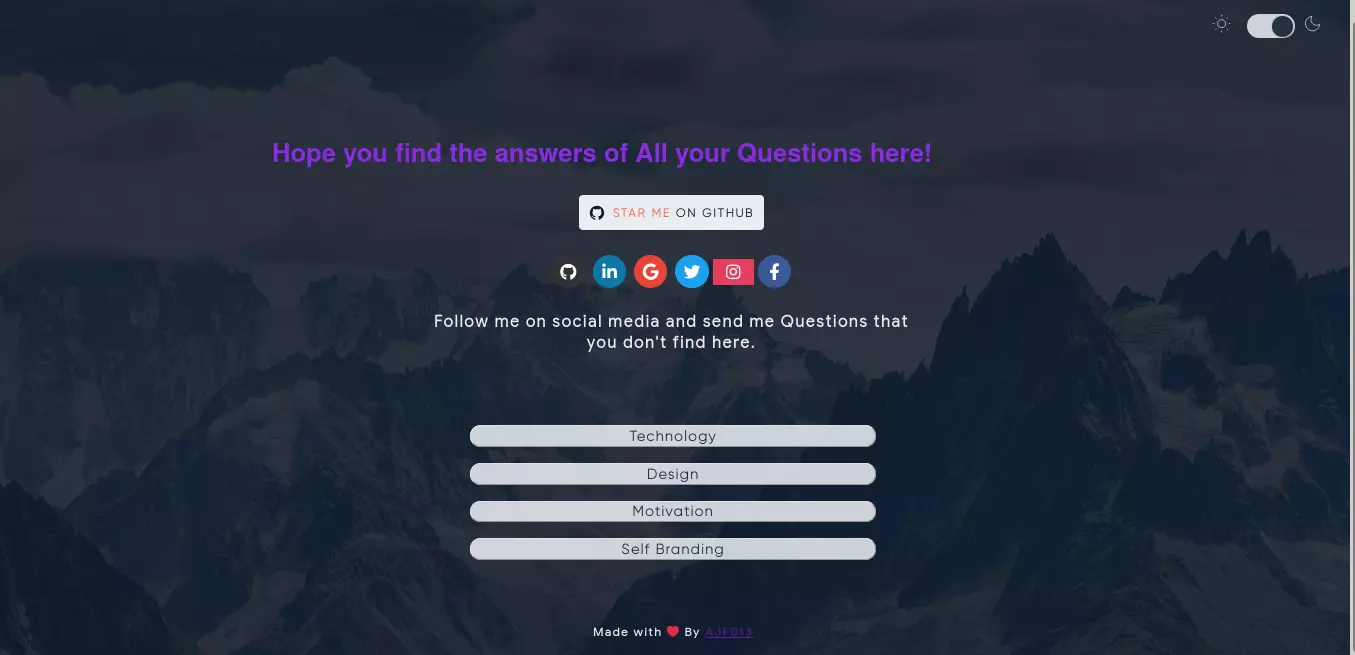 Hope you find the answers of All your Questions here!
STAR ME ON GITHUB
Follow me on social media and send me Questions that
you don't find here.
Technology
Design
Motivation
Self Branding
Made with ❤ By AJF013